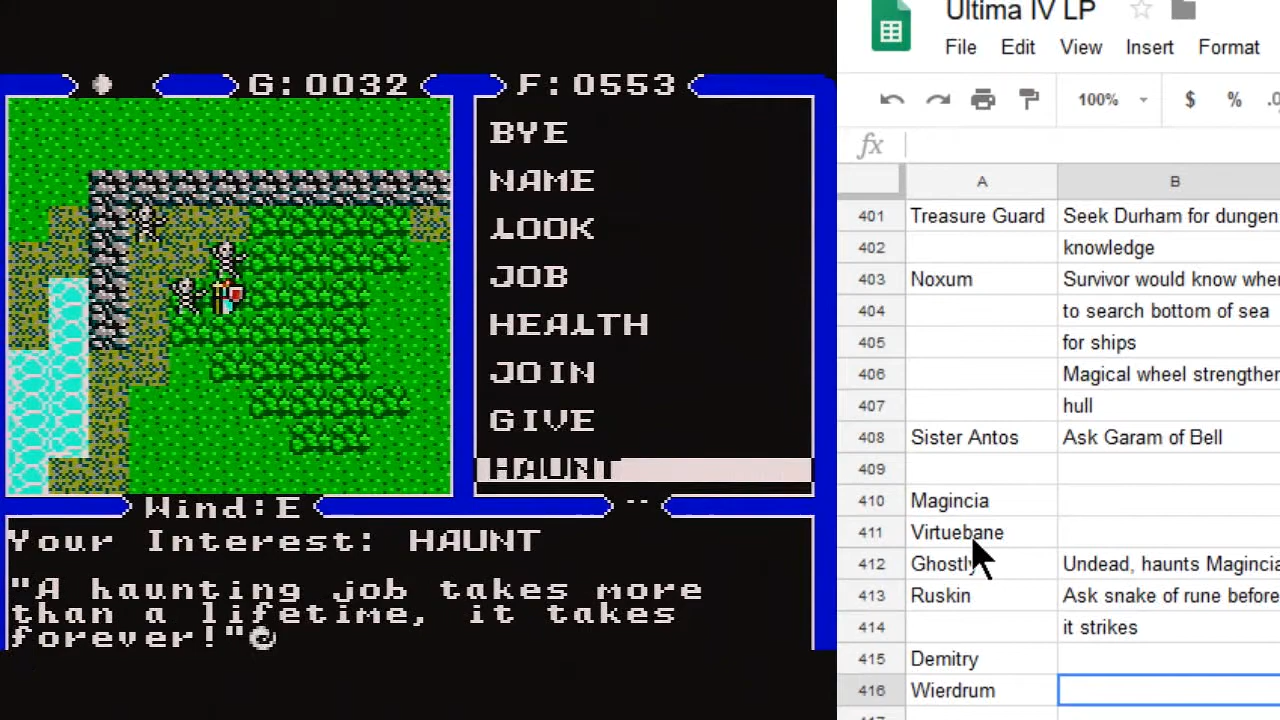 G:0032
F:0553
BYE
NAME
LOOK
JOB
HEALTH
JOIN
GIVE
HAUNT
Wind:E
--
Your Interest: HAUNT
"A haunting job takes more
than a lifetime, it takes
forever!"
Ultima IV LP
File Edit View Insert Format
100% $ % .0
fx
A B
401 Treasure Guard Seek Durham for dungen
402 knowledge
403 Noxum Survivor would know wher
404 to search bottom of sea
405 for ships
406 Magical wheel strengthen
407 hull
408 Sister Antos Ask Garam of Bell
409
410 Magincia
411 Virtuebane
412 Ghostly Undead, haunts Magincia
413 Ruskin Ask snake of rune before
414 it strikes
415 Demitry
416 Wierdrum